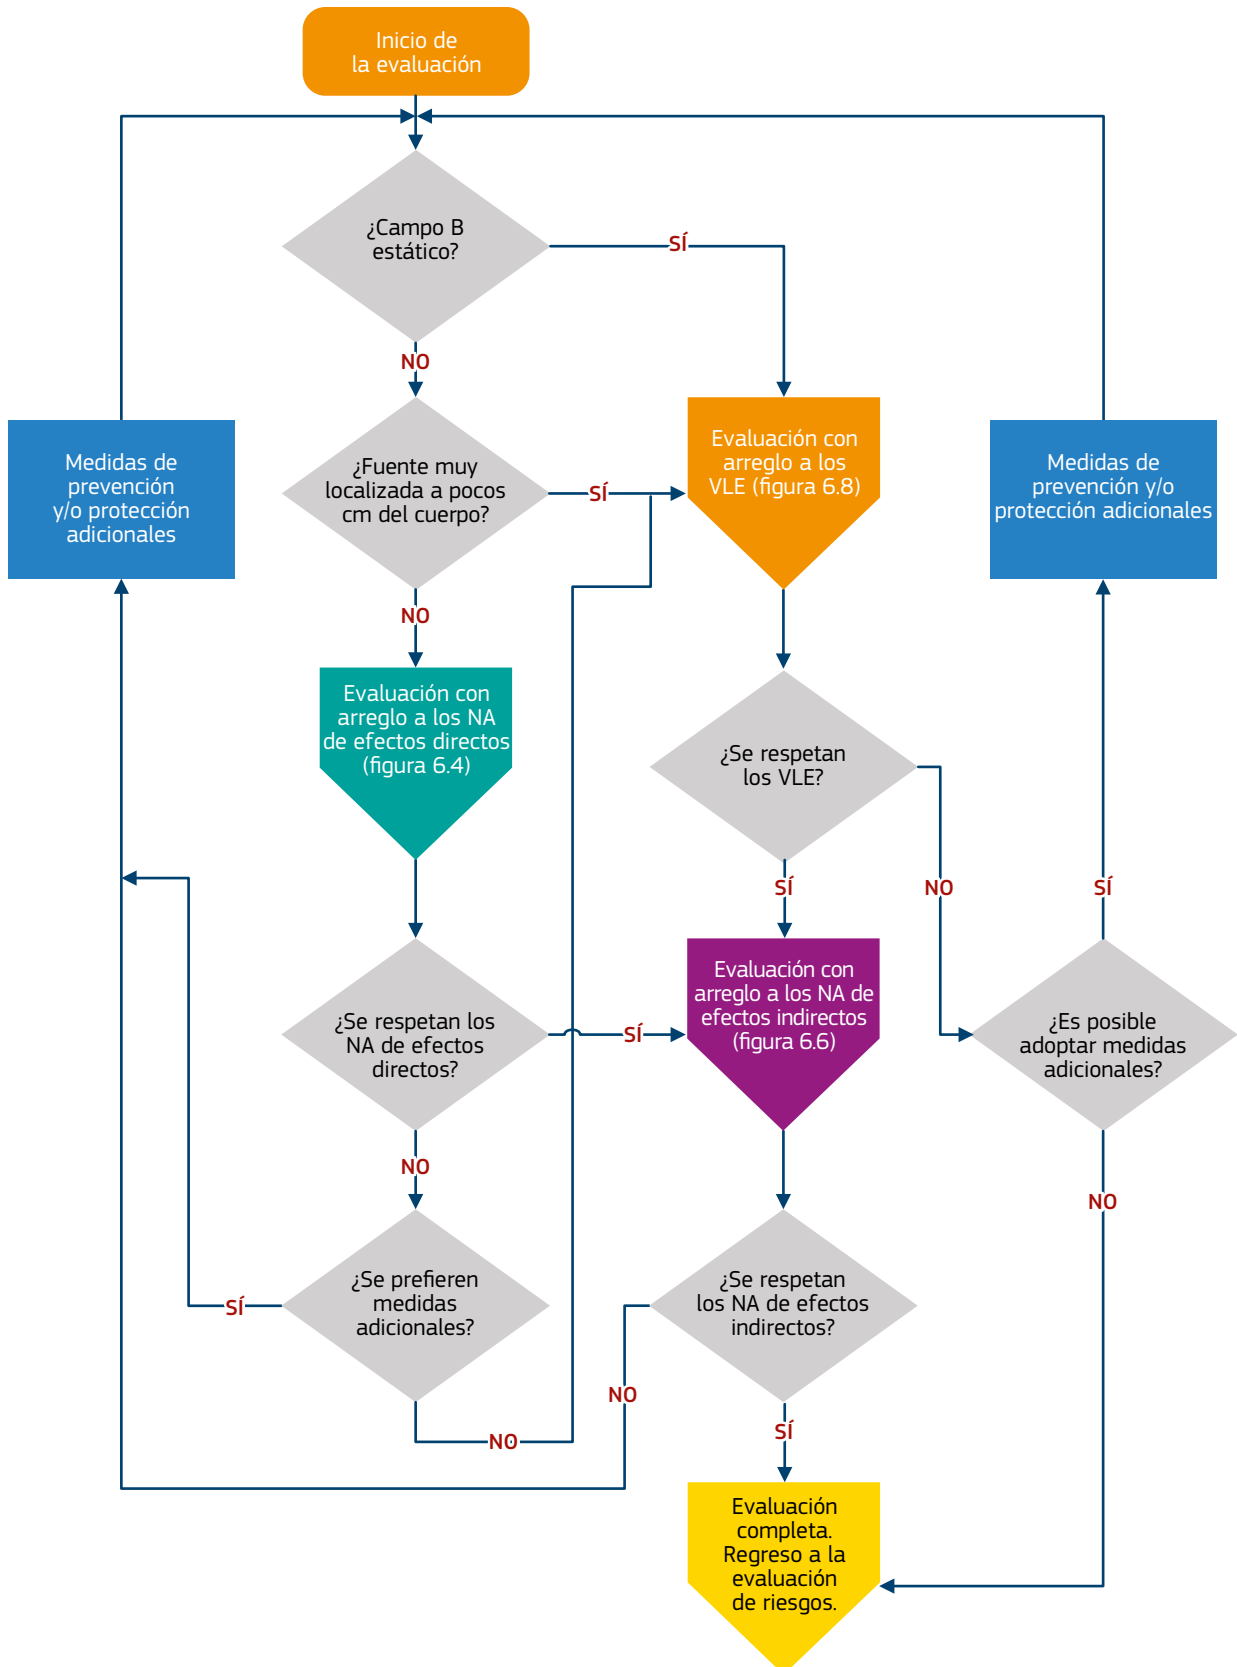 Inicio de
la evaluación
¿Campo B
estático?
SÍ
NO
Medidas de
prevención
y/o protección
adicionales
¿Fuente muy
localizada a pocos
cm del cuerpo?
SÍ
Evaluación con
arreglo a los
VLE (figura 6.8)
Medidas de
prevención y/o
protección adicionales
NO
Evaluación con
arreglo a los NA
de efectos directos
(figura 6.4)
¿Se respetan
los VLE?
SÍ
NO
SÍ
¿Se respetan los
NA de efectos
directos?
SÍ
Evaluación con
arreglo a los NA de
efectos indirectos
(figura 6.6)
¿Es posible
adoptar medidas
adicionales?
NO
NO
¿Se prefieren
medidas
adicionales?
SÍ
¿Se respetan
los NA de efectos
indirectos?
NO
SÍ
NO
Evaluación
completa.
Regreso a la
evaluación
de riesgos.